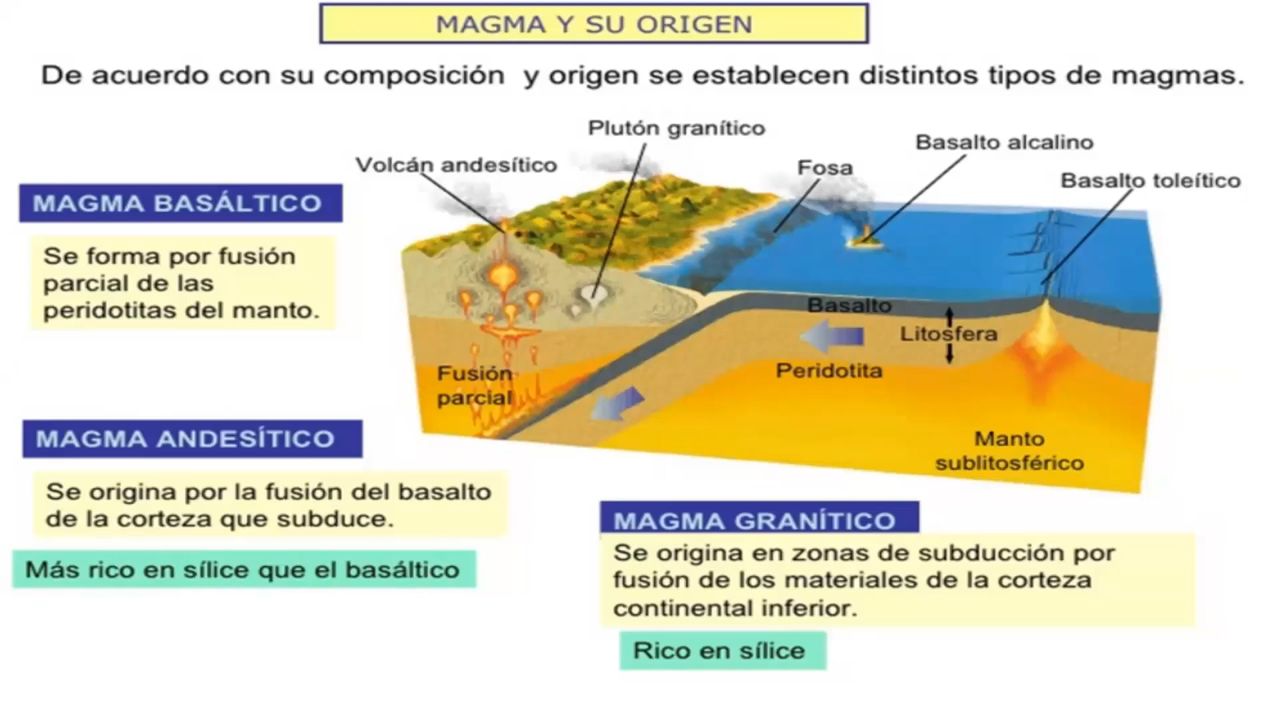 MAGMA Y SU ORIGEN
De acuerdo con su composición y origen se establecen distintos tipos de magmas.
Plutón granítico
Basalto alcalino
Volcán andesítico
Fosa
Basalto toleítico
MAGMA BASÁLTICO
Se forma por fusión
parcial de las
peridotitas del manto.
Basalto
Litosfera
Peridotita
Fusión
parcial
Manto
sublitosférico
MAGMA ANDESÍTICO
Se origina por la fusión del basalto
de la corteza que subduce.
Más rico en sílice que el basáltico
MAGMA GRANÍTICO
Se origina en zonas de subducción por
fusión de los materiales de la corteza
continental inferior.
Rico en sílice